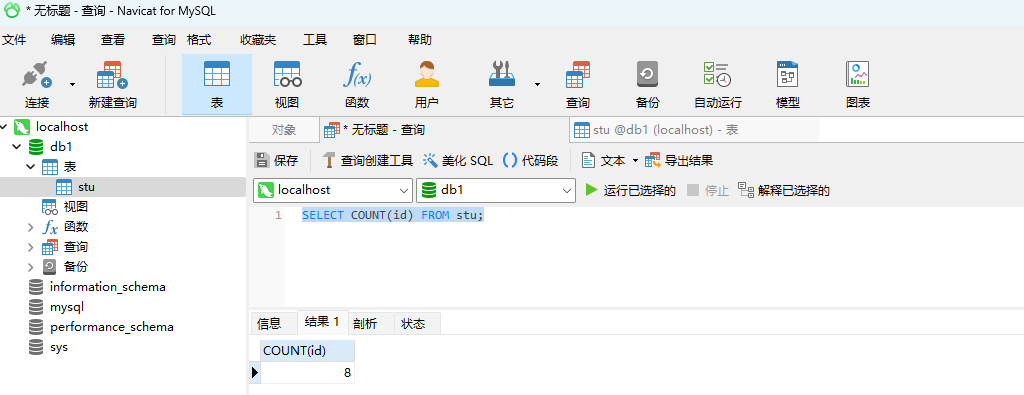 * 无标题 - 查询 - Navicat for MySQL
文件 编辑 查看 查询 格式 收藏夹 工具 窗口 帮助
连接 新建查询 表 视图 函数 用户 其它 查询 备份 自动运行 模型 图表
localhost
db1
表
stu
视图
函数
查询
备份
information_schema
mysql
performance_schema
sys
对象 * 无标题 - 查询 stu @db1 (localhost) - 表
保存 查询创建工具 美化 SQL 代码段 文本 导出结果
localhost db1 运行已选择的 停止 解释已选择的
1 SELECT COUNT(id) FROM stu;
信息 结果 1 剖析 状态
COUNT(id)
8